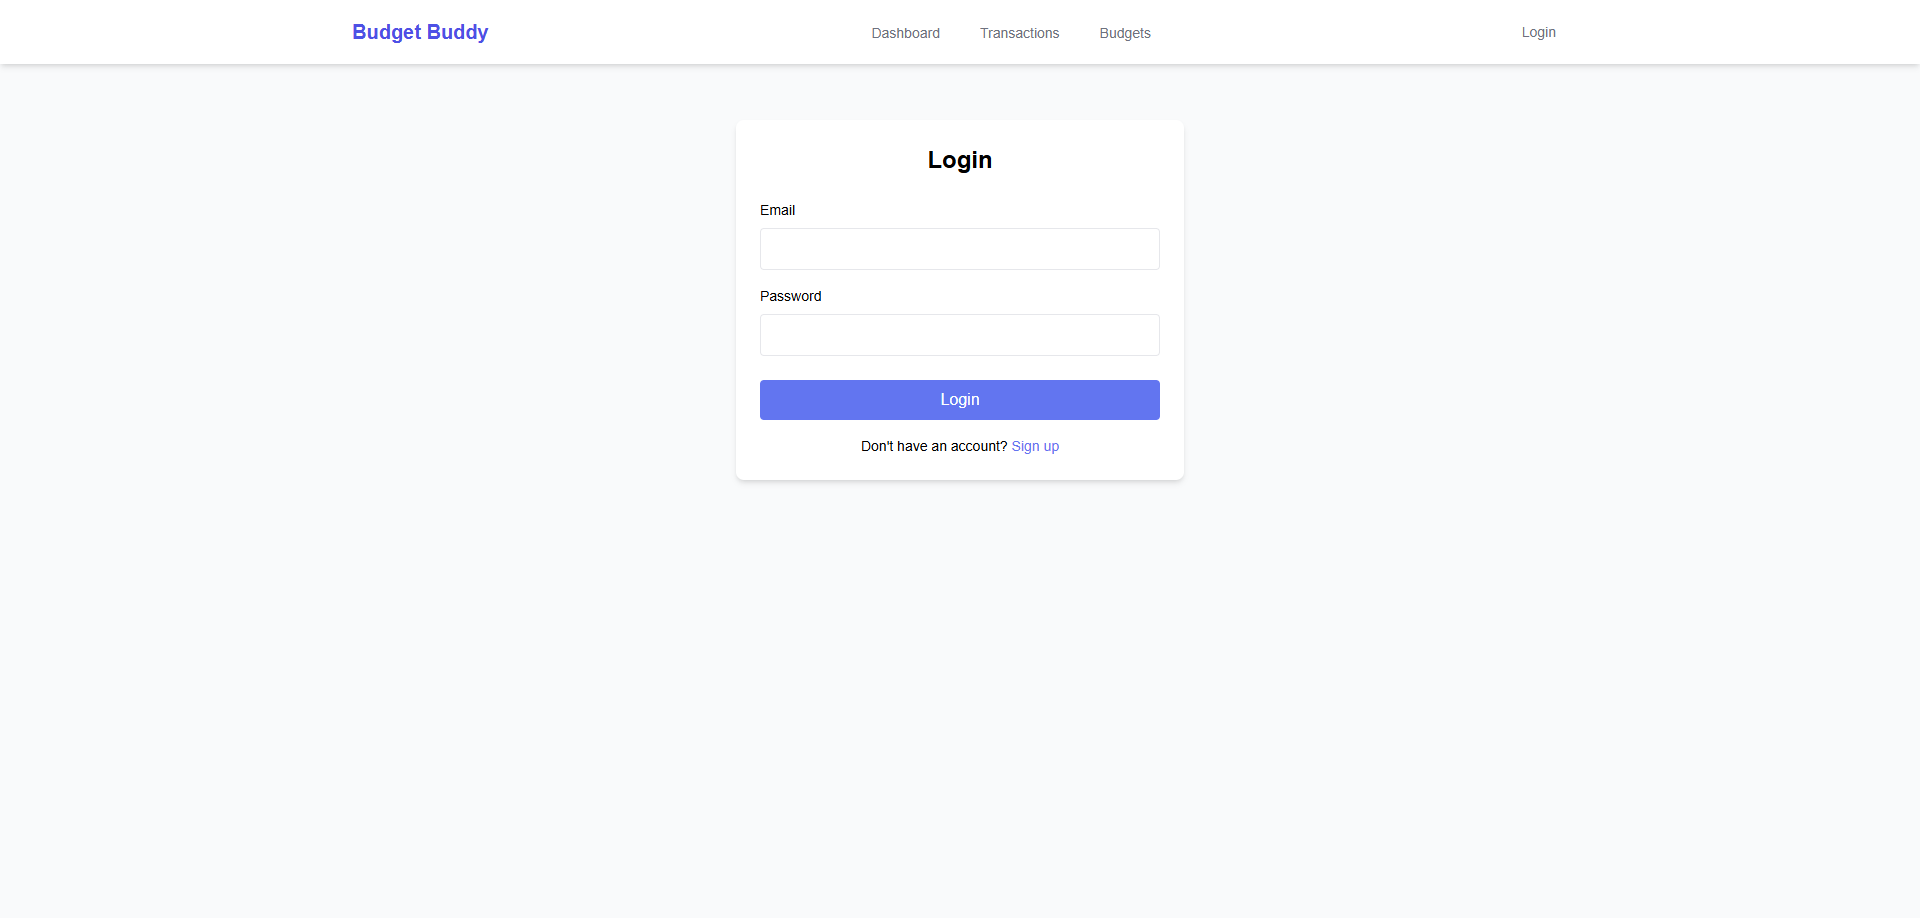 Budget Buddy Dashboard Transactions Budgets Login
Login
Email
Password
Login
Don't have an account? Sign up